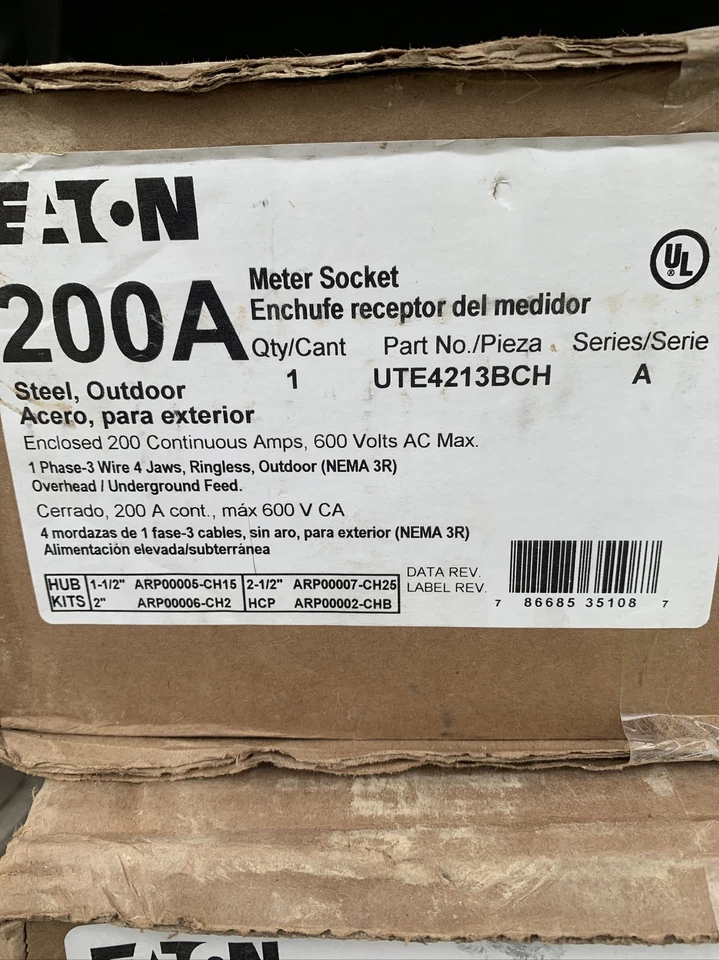 EATON
UL
200A
Meter Socket
Enchufe receptor del medidor
Qty/Cant Part No./Pieza Series/Serie
1 UTE4213BCH A
Steel, Outdoor
Acero, para exterior
Enclosed 200 Continuous Amps, 600 Volts AC Max.
1 Phase-3 Wire 4 Jaws, Ringless, Outdoor (NEMA 3R)
Overhead / Underground Feed.
Cerrado, 200 A cont., máx 600 V CA
4 mordazas de 1 fase-3 cables, sin aro, para exterior (NEMA 3R)
Alimentación elevada/subterránea
HUB 1-1/2" ARP00005-CH15 2-1/2" ARP00007-CH25
KITS 2" ARP00006-CH2 HCP ARP00002-CHB
DATA REV.
LABEL REV.
7 86685 35108 7
EATON